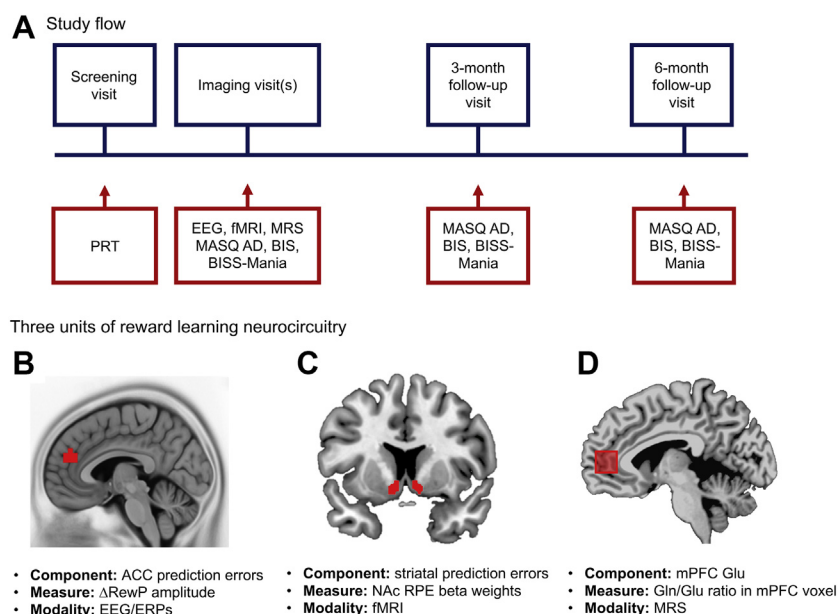 A Study flow
Screening
visit
Imaging visit(s)
3-month
follow-up
visit
6-month
follow-up
visit
PRT
EEG, fMRI, MRS
MASQ AD, BIS,
BISS-Mania
MASQ AD,
BIS, BISS-
Mania
MASQ AD,
BIS, BISS-
Mania
Three units of reward learning neurocircuitry
B
• Component: ACC prediction errors
• Measure: ΔRewP amplitude
• Modality: EEG/ERPs
C
• Component: striatal prediction errors
• Measure: NAc RPE beta weights
• Modality: fMRI
D
• Component: mPFC Glu
• Measure: Gln/Glu ratio in mPFC voxel
• Modality: MRS